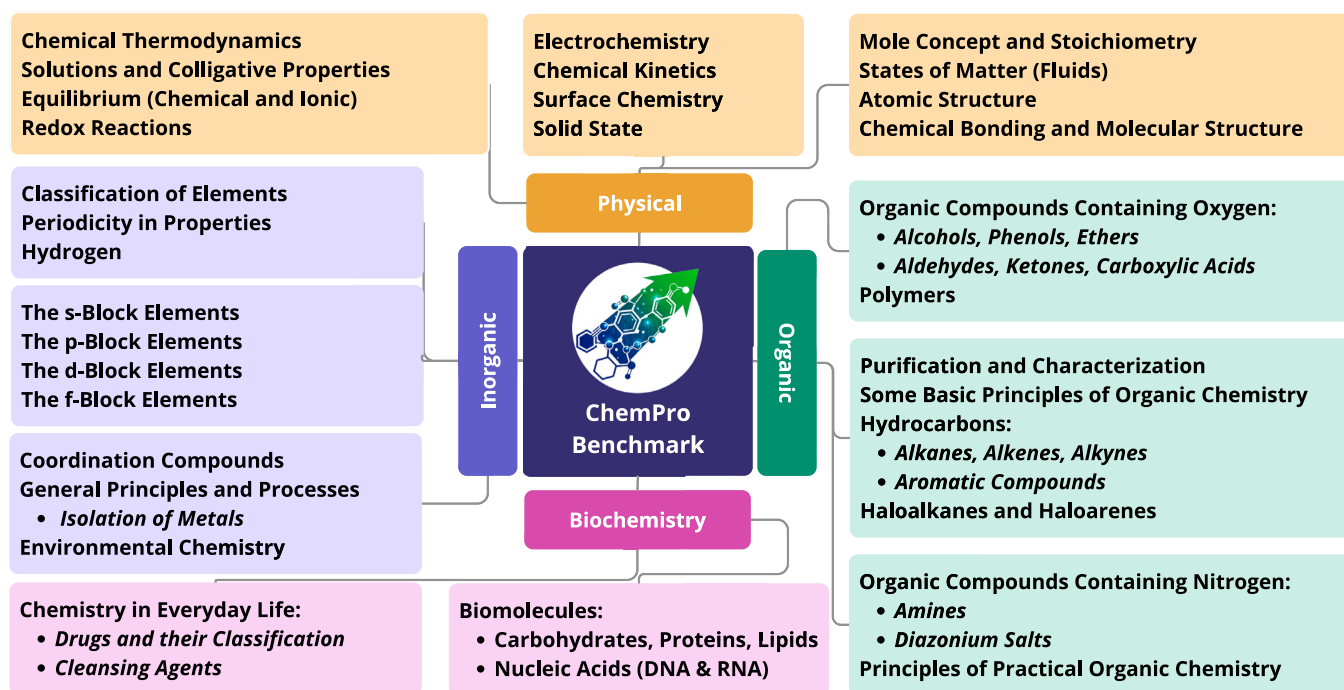 Chemical Thermodynamics
Solutions and Colligative Properties
Equilibrium (Chemical and Ionic)
Redox Reactions
Electrochemistry
Chemical Kinetics
Surface Chemistry
Solid State
Mole Concept and Stoichiometry
States of Matter (Fluids)
Atomic Structure
Chemical Bonding and Molecular Structure
Physical
Classification of Elements
Periodicity in Properties
Hydrogen
The s-Block Elements
The p-Block Elements
The d-Block Elements
The f-Block Elements
Coordination Compounds
General Principles and Processes
• Isolation of Metals
Environmental Chemistry
Inorganic
ChemPro
Benchmark
Organic
Organic Compounds Containing Oxygen:
• Alcohols, Phenols, Ethers
• Aldehydes, Ketones, Carboxylic Acids
Polymers
Purification and Characterization
Some Basic Principles of Organic Chemistry
Hydrocarbons:
• Alkanes, Alkenes, Alkynes
• Aromatic Compounds
Haloalkanes and Haloarenes
Organic Compounds Containing Nitrogen:
• Amines
• Diazonium Salts
Principles of Practical Organic Chemistry
Biochemistry
Chemistry in Everyday Life:
• Drugs and their Classification
• Cleansing Agents
Biomolecules:
• Carbohydrates, Proteins, Lipids
• Nucleic Acids (DNA & RNA)